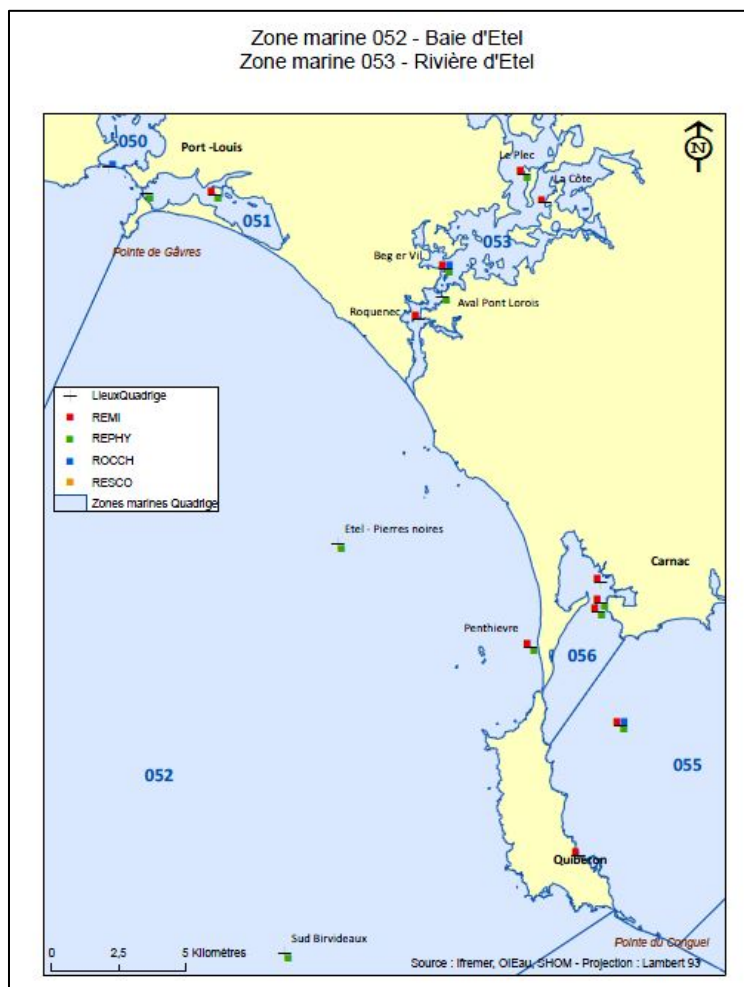 Zone marine 052 - Baie d'Etel
Zone marine 053 - Rivière d'Etel
050
Port -Louis
N
Le Plec
La Côte
051
053
Pointe de Gâvres
Beg er Vil
Aval Pont Lorois
Roquenec
LieuxQuadrige
REMI
REPHY
ROCCH
RESCO
Zones marines Quadrige
Etel - Pierres noires
Carnac
Penthievre
056
052
055
Quiberon
Sud Birvideaux
Pointe du Conguel
0 2,5 5 Kilomètres
Source : Ifremer, OIEau, SHOM - Projection : Lambert 93